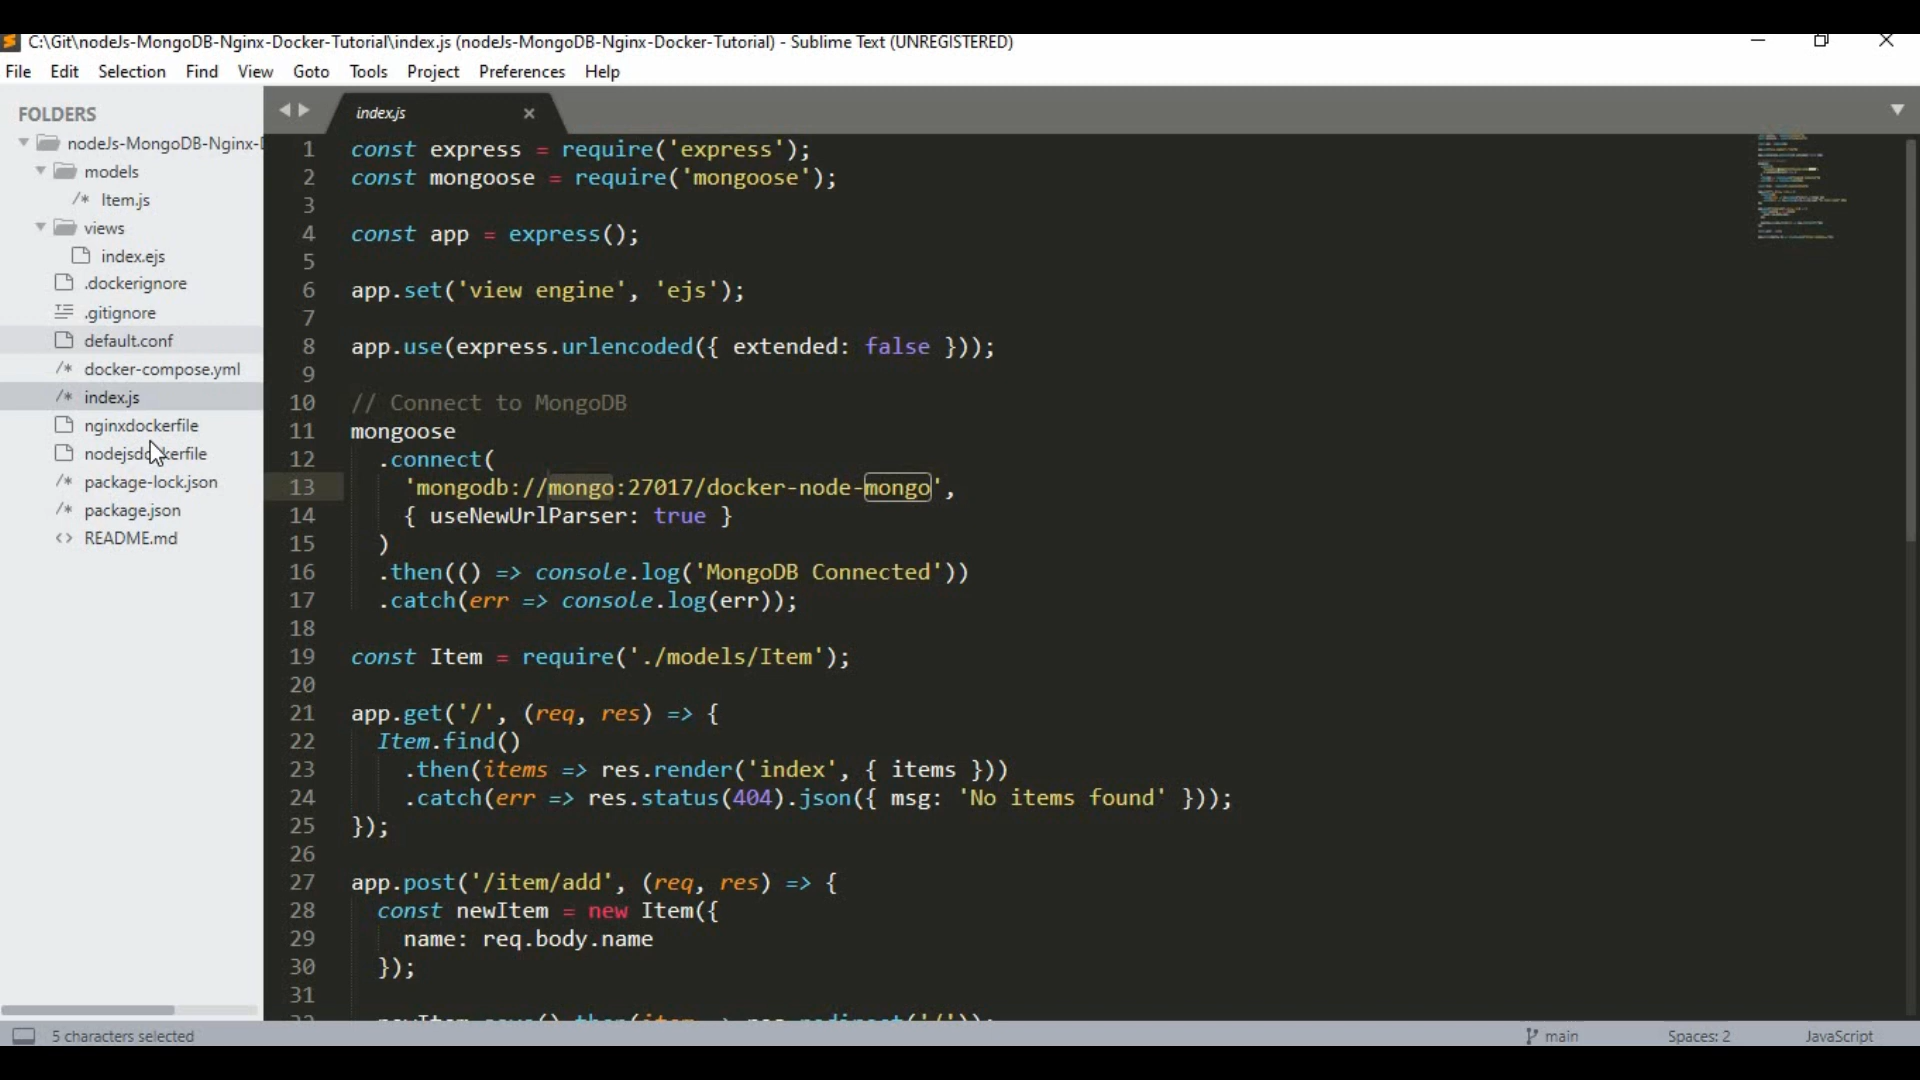 C:\Git\nodeJs-MongoDB-Nginx-Docker-Tutorial\index.js (nodeJs-MongoDB-Nginx-Docker-Tutorial) - Sublime Text (UNREGISTERED)
File Edit Selection Find View Goto Tools Project Preferences Help
FOLDERS
nodeJs-MongoDB-Nginx-
models
/* Item.js
views
index.ejs
.dockerignore
.gitignore
default.conf
/* docker-compose.yml
/* index.js
nginxdockerfile
nodejsdockerfile
/* package-lock.json
/* package.json
<> README.md
index.js
1 const express = require('express');
2 const mongoose = require('mongoose');
3
4 const app = express();
5
6 app.set('view engine', 'ejs');
7
8 app.use(express.urlencoded({ extended: false }));
9
10 // Connect to MongoDB
11 mongoose
12 .connect(
13 'mongodb://mongo:27017/docker-node-mongo',
14 { useNewUrlParser: true }
15 )
16 .then(() => console.log('MongoDB Connected'))
17 .catch(err => console.log(err));
18
19 const Item = require('./models/Item');
20
21 app.get('/', (req, res) => {
22 Item.find()
23 .then(items => res.render('index', { items }))
24 .catch(err => res.status(404).json({ msg: 'No items found' }));
25 });
26
27 app.post('/item/add', (req, res) => {
28 const newItem = new Item({
29 name: req.body.name
30 });
31
5 characters selected
main
Spaces: 2
JavaScript